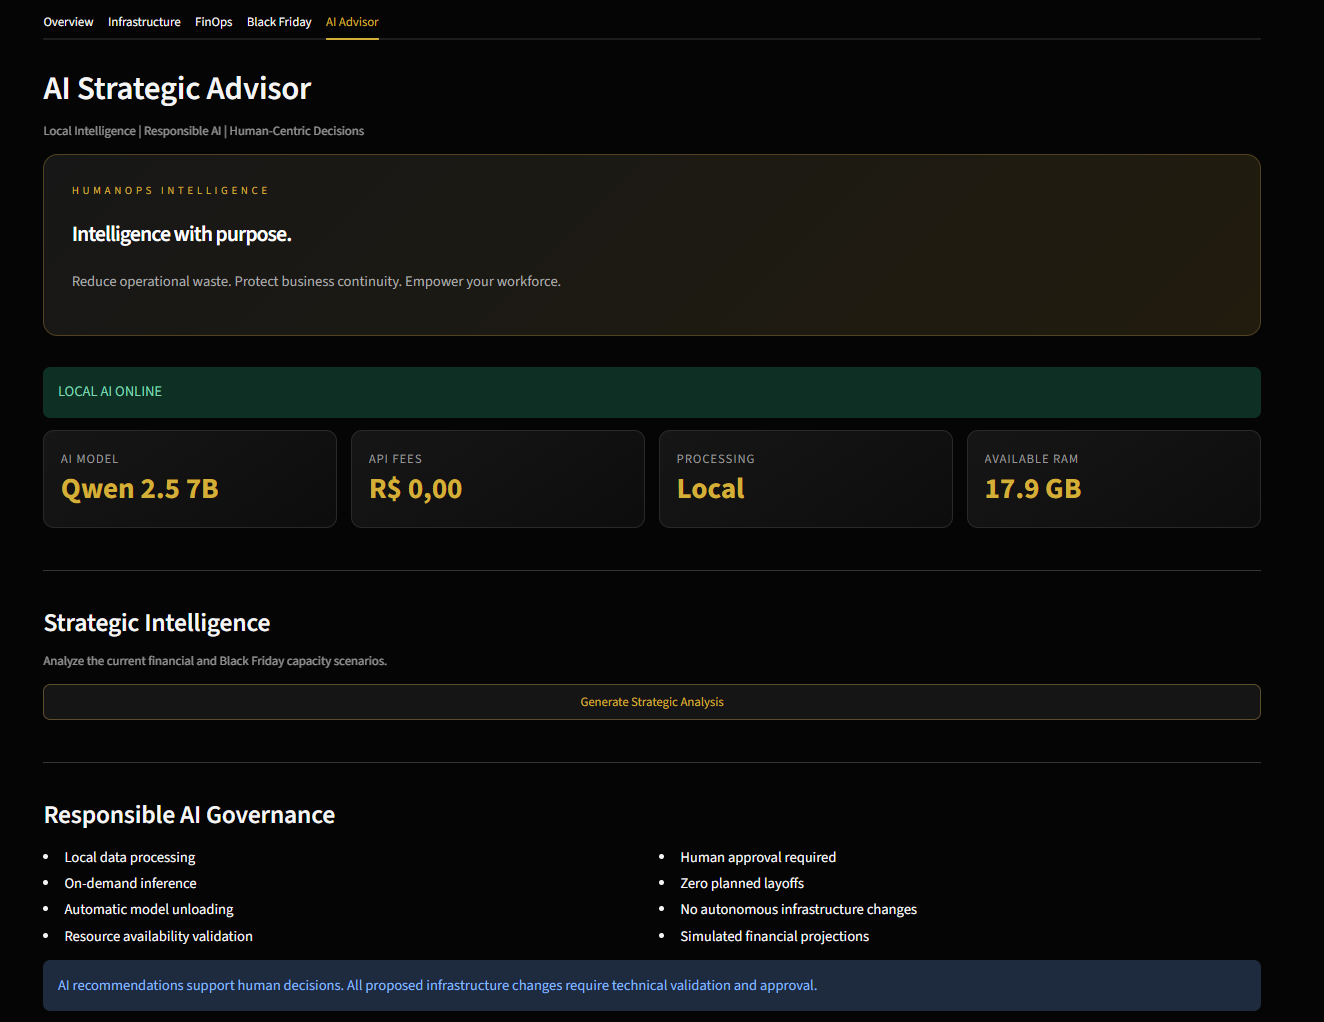 Overview Infrastructure FinOps Black Friday AI Advisor
AI Strategic Advisor
Local Intelligence | Responsible AI | Human-Centric Decisions
HUMANOPS INTELLIGENCE
Intelligence with purpose.
Reduce operational waste. Protect business continuity. Empower your workforce.
LOCAL AI ONLINE
AI MODEL
Qwen 2.5 7B
API FEES
R$ 0,00
PROCESSING
Local
AVAILABLE RAM
17.9 GB
Strategic Intelligence
Analyze the current financial and Black Friday capacity scenarios.
Generate Strategic Analysis
Responsible AI Governance
• Local data processing
• On-demand inference
• Automatic model unloading
• Resource availability validation
• Human approval required
• Zero planned layoffs
• No autonomous infrastructure changes
• Simulated financial projections
AI recommendations support human decisions. All proposed infrastructure changes require technical validation and approval.